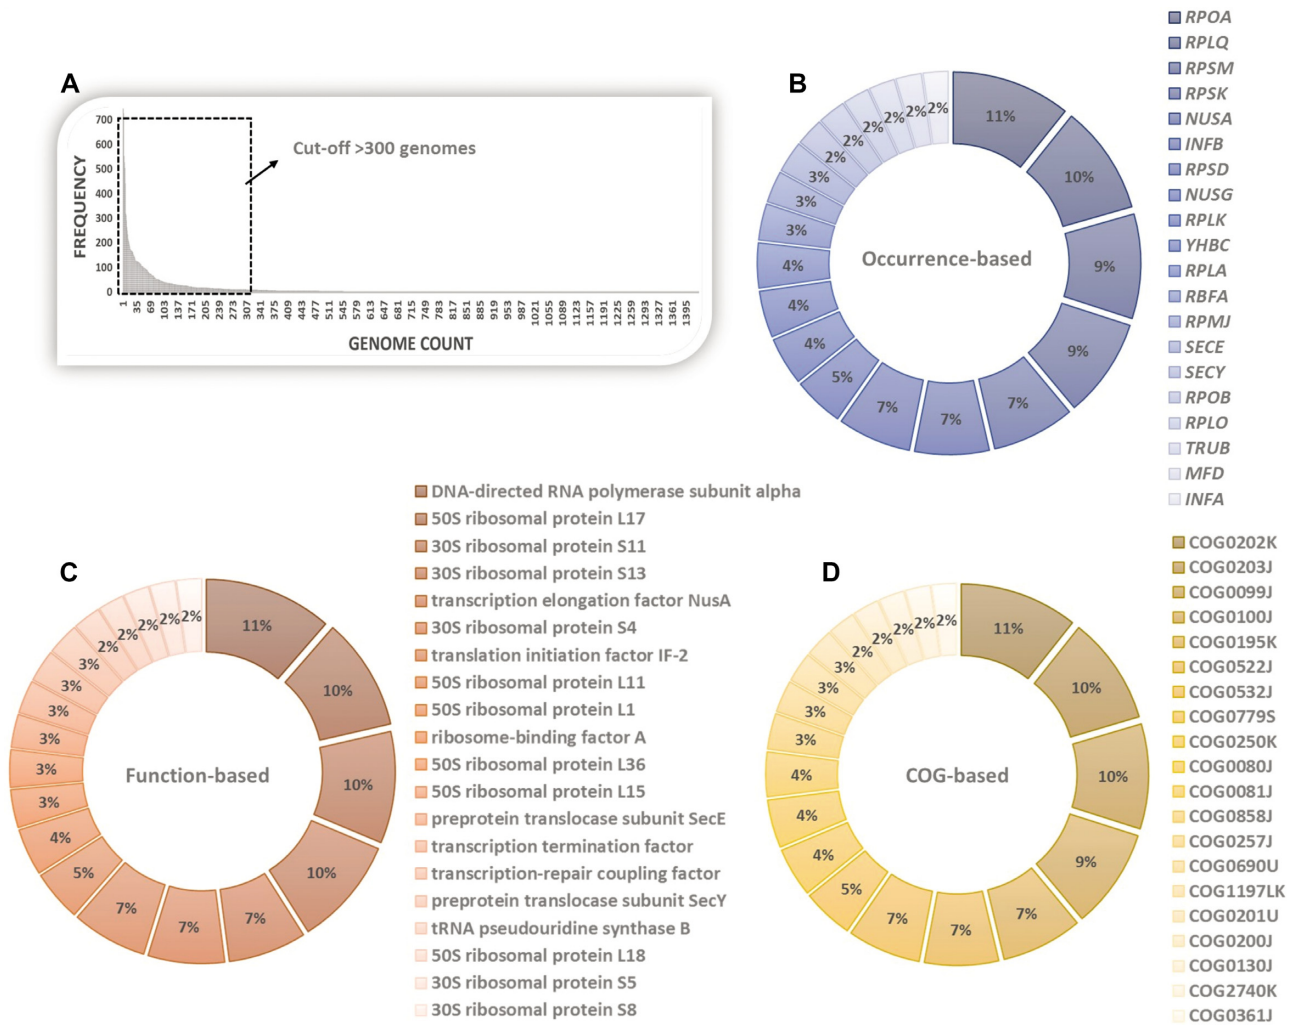 A
700
600
500
400
300
200
100
0
FREQUENCY
Cut-off >300 genomes
1 35 69 103 137 171 205 239 273 307 341 375 409 443 477 511 545 579 613 647 681 715 749 783 817 851 885 919 953 987 1021 1055 1089 1123 1157 1191 1225 1259 1293 1327 1361 1395
GENOME COUNT
B
11%
10%
9%
9%
7%
7%
7%
5%
4%
4%
4%
3%
3%
3%
2%
2%
2%
2%
2%
2%
Occurrence-based
RPOA
RPLQ
RPSM
RPSK
NUSA
INFB
RPSD
NUSG
RPLK
YHBC
RPLA
RBFA
RPMJ
SECE
SECY
RPOB
RPLO
TRUB
MFD
INFA
C
11%
10%
10%
10%
7%
7%
7%
5%
4%
3%
3%
3%
3%
3%
3%
2%
2%
2%
2%
2%
Function-based
DNA-directed RNA polymerase subunit alpha
50S ribosomal protein L17
30S ribosomal protein S11
30S ribosomal protein S13
transcription elongation factor NusA
30S ribosomal protein S4
translation initiation factor IF-2
50S ribosomal protein L11
50S ribosomal protein L1
ribosome-binding factor A
50S ribosomal protein L36
50S ribosomal protein L15
preprotein translocase subunit SecE
transcription termination factor
transcription-repair coupling factor
preprotein translocase subunit SecY
tRNA pseudouridine synthase B
50S ribosomal protein L18
30S ribosomal protein S5
30S ribosomal protein S8
D
11%
10%
10%
9%
7%
7%
7%
5%
4%
4%
4%
3%
3%
3%
3%
2%
2%
2%
2%
2%
COG-based
COG0202K
COG0203J
COG0099J
COG0100J
COG0195K
COG0522J
COG0532J
COG0779S
COG0250K
COG0080J
COG0081J
COG0858J
COG0257J
COG0690U
COG1197LK
COG0201U
COG0200J
COG0130J
COG2740K
COG0361J